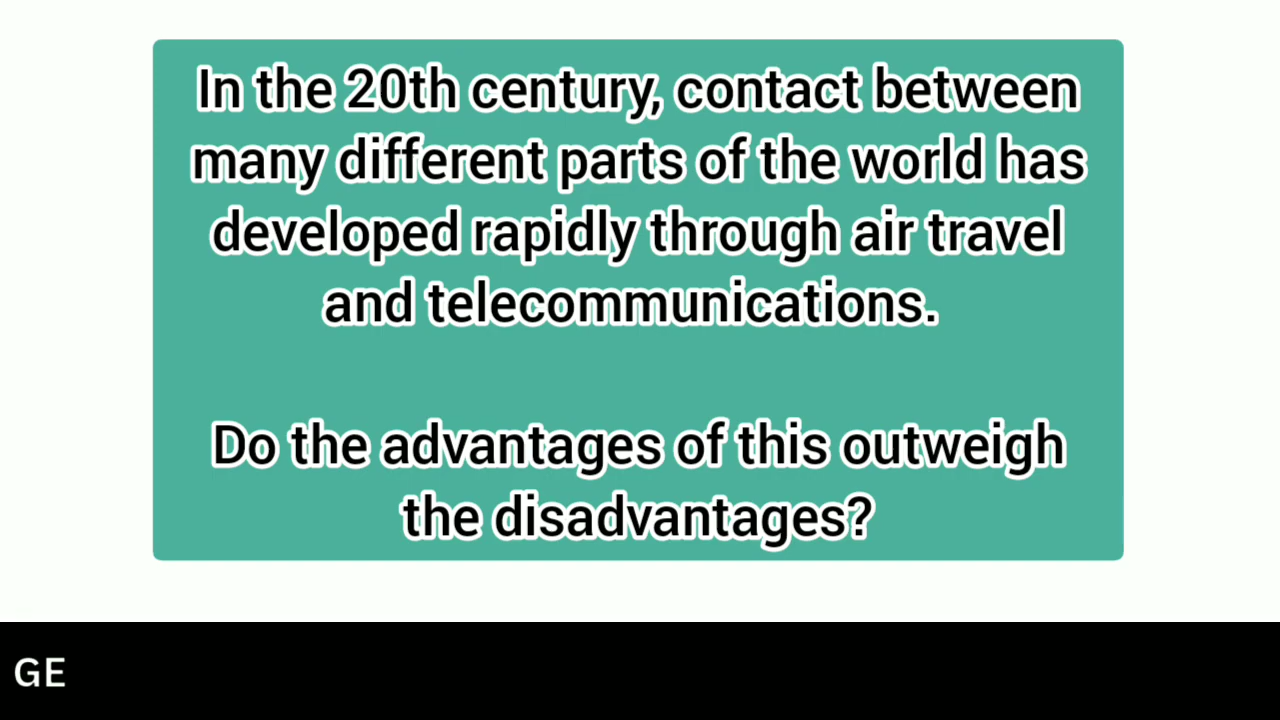 In the 20th century, contact between
many different parts of the world has
developed rapidly through air travel
and telecommunications.
Do the advantages of this outweigh
the disadvantages?
GE